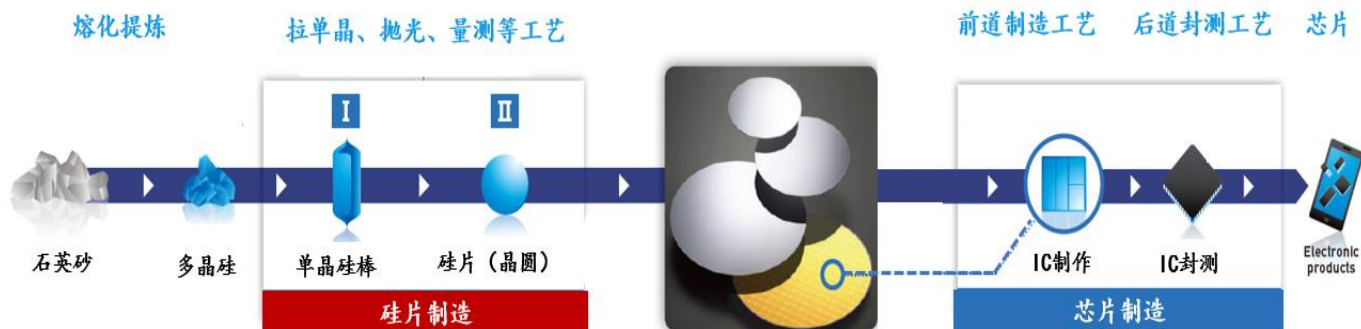 熔化提炼
拉单晶、抛光、量测等工艺
前道制造工艺
后道封测工艺
芯片
I
II
石英砂
多晶硅
单晶硅棒
硅片（晶圆）
IC制作
IC封测
Electronic
products
硅片制造
芯片制造